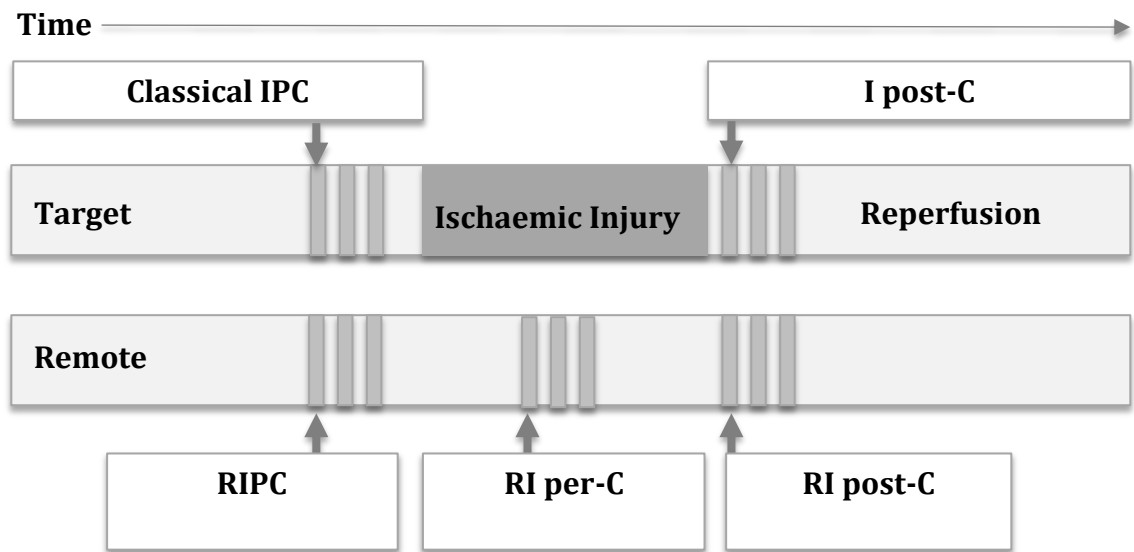 Time
Classical IPC
I post-C
Target
Ischaemic Injury
Reperfusion
Remote
RIPC
RI per-C
RI post-C